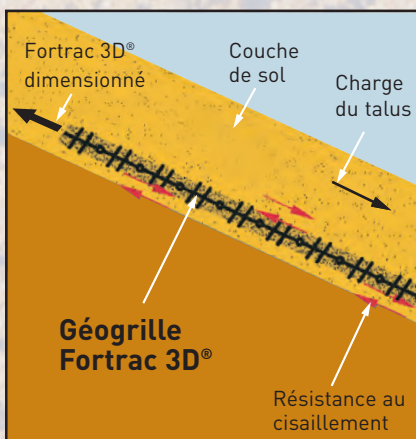 Fortrac 3D®
dimensionné
Couche
de sol
Charge
du talus
Géogrille
Fortrac 3D®
Résistance au
cisaillement